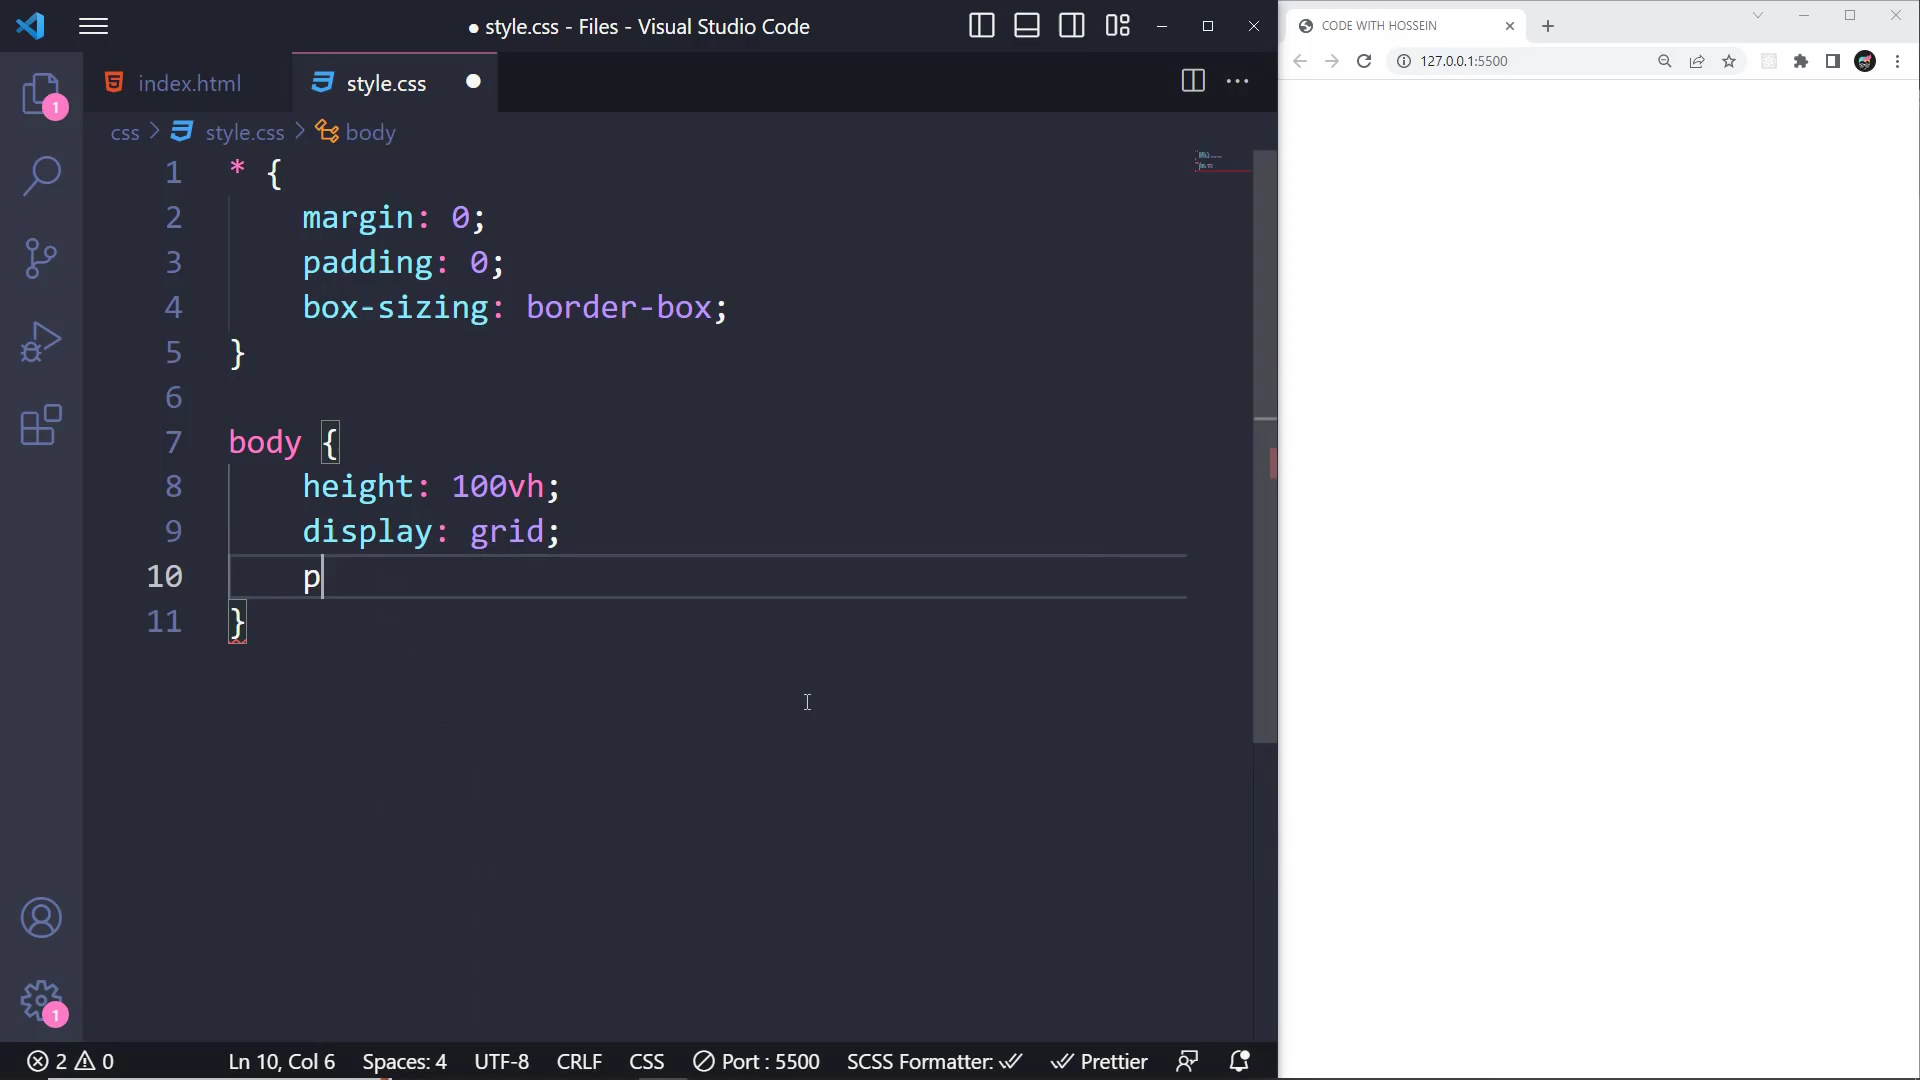 ● style.css - Files - Visual Studio Code
index.html
style.css
css > style.css > body
1 * {
2 margin: 0;
3 padding: 0;
4 box-sizing: border-box;
5 }
6
7 body {
8 height: 100vh;
9 display: grid;
10 p
11 }
1
1
2 0
Ln 10, Col 6
Spaces: 4
UTF-8
CRLF
CSS
Port : 5500
SCSS Formatter:
Prettier
CODE WITH HOSSEIN
127.0.0.1:5500